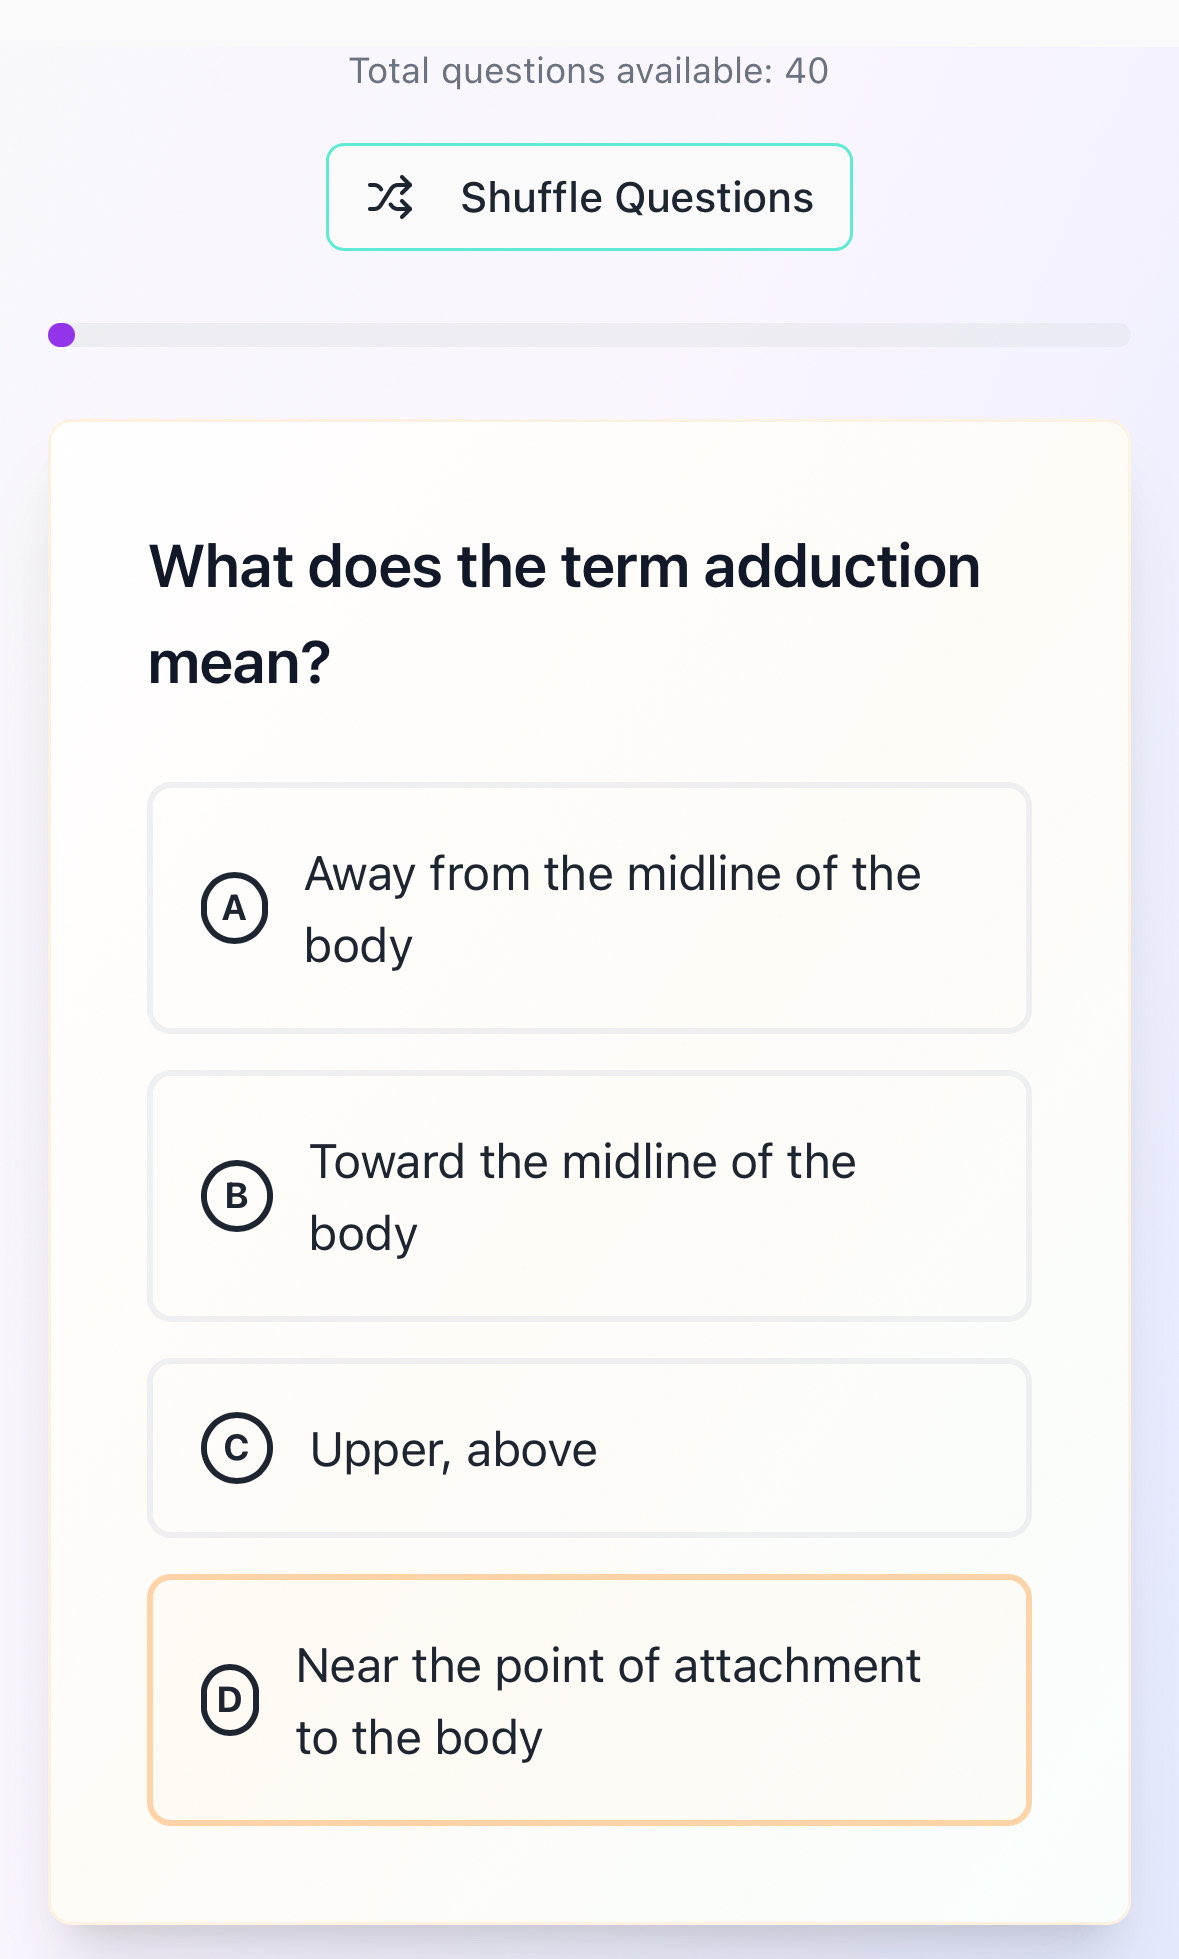 Total questions available: 40
Shuffle Questions
What does the term adduction
mean?
A
Away from the midline of the
body
B
Toward the midline of the
body
C
Upper, above
D
Near the point of attachment
to the body